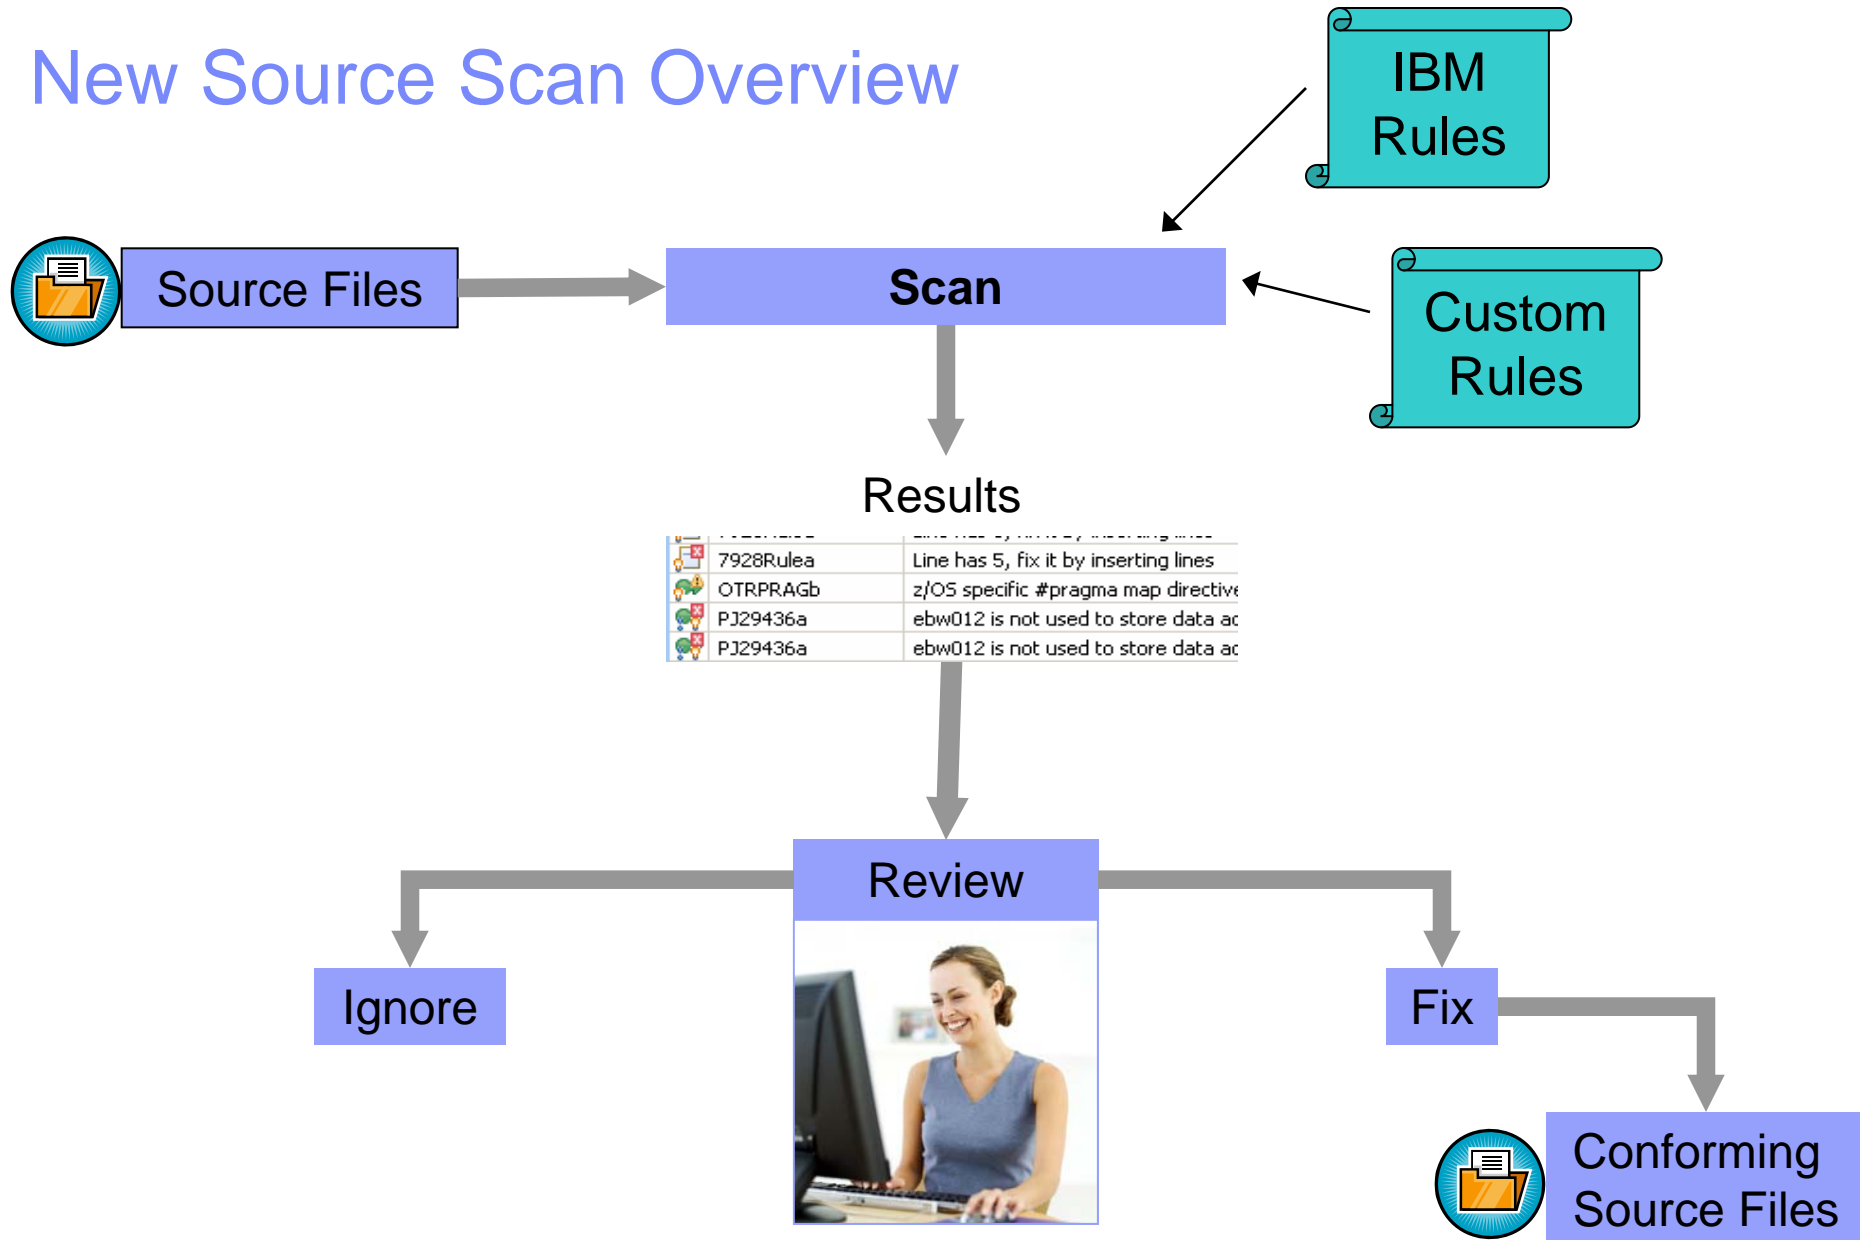 New Source Scan Overview
IBM
Rules
Source Files
Scan
Custom
Rules
Results
7928Rulea Line has 5, fix it by inserting lines
OTRPRAGb z/OS specific #pragma map directive
PJ29436a ebw012 is not used to store data
PJ29436a ebw012 is not used to store data
Review
Ignore
Fix
Conforming
Source Files